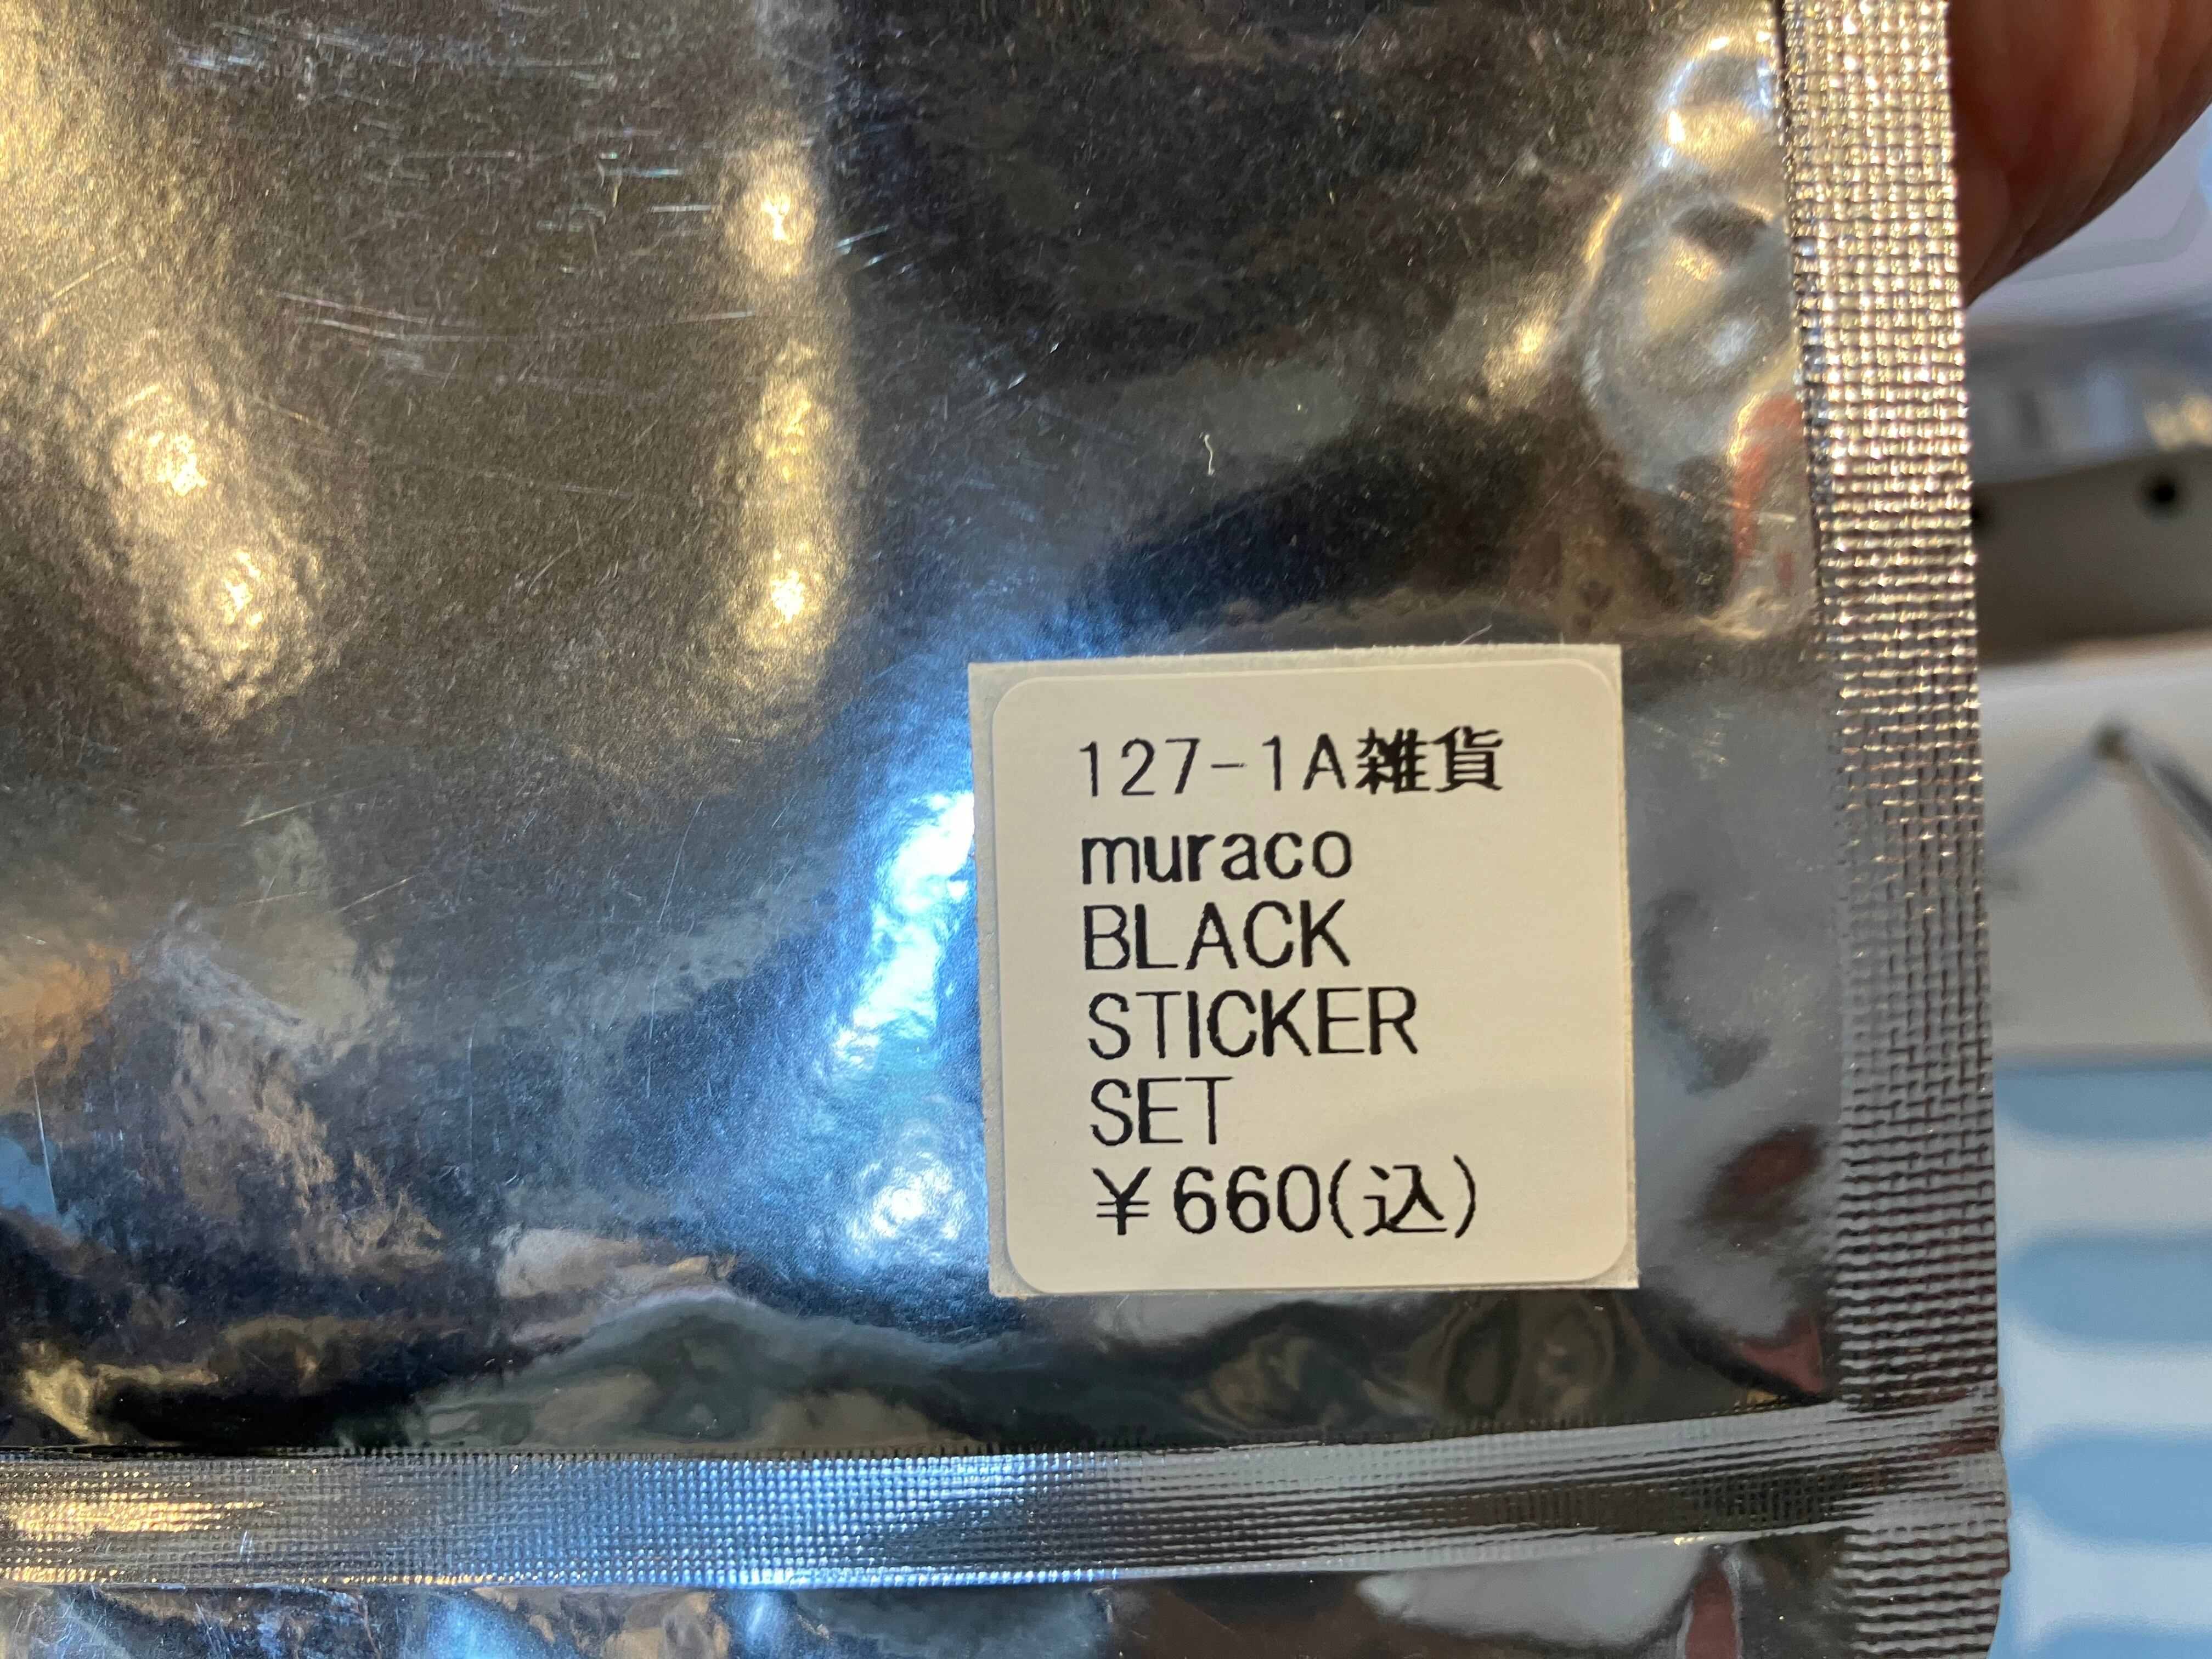 127-1A雑貨
muraco
BLACK
STICKER
SET
￥660(込)